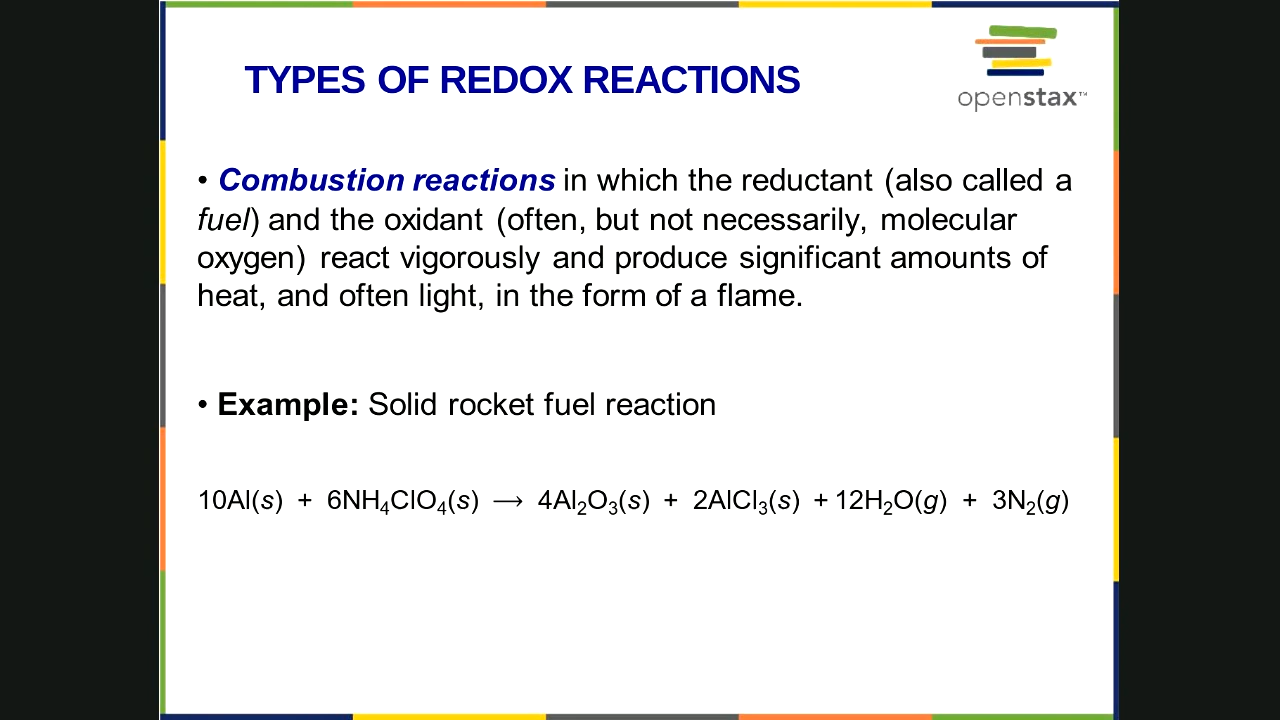 TYPES OF REDOX REACTIONS
openstax™
• Combustion reactions in which the reductant (also called a
fuel) and the oxidant (often, but not necessarily, molecular
oxygen) react vigorously and produce significant amounts of
heat, and often light, in the form of a flame.
• Example: Solid rocket fuel reaction
10Al(s) + 6NH₄ClO₄(s) ⟶ 4Al₂O₃(s) + 2AlCl₃(s) + 12H₂O(g) + 3N₂(g)